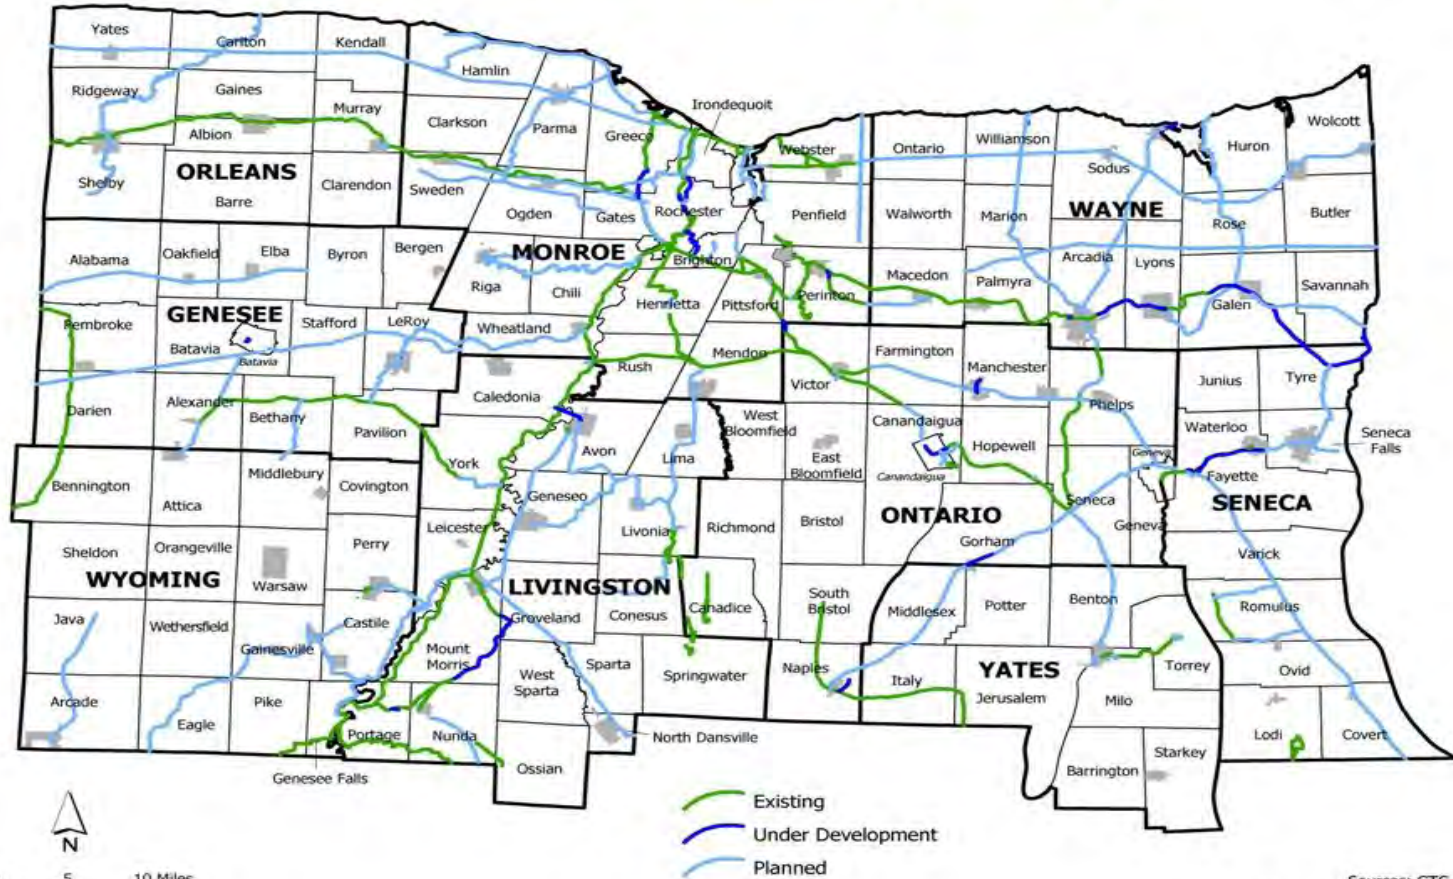 Yates
Carlton
Kendall
Hamlin
Ridgeway
Gaines
Murray
Clarkson
Parma
Greece
Irondequoit
Albion
Webster
Ontario
Williamson
Sodus
Huron
Wolcott
Shelby
ORLEANS
Barre
Clarendon
Sweden
Ogden
Gates
Rochester
Penfield
Walworth
Marion
WAYNE
Rose
Butler
Alabama
Oakfield
Elba
Byron
Bergen
MONROE
Riga
Chili
Brighton
Henrietta
Pittsford
Perinton
Macedon
Palmyra
Arcadia
Lyons
Galen
Savannah
Pembroke
GENESEE
Batavia
Batavia
Stafford
LeRoy
Wheatland
Rush
Mendon
Victor
Farmington
Manchester
Phelps
Junius
Tyre
Darien
Alexander
Bethany
Pavilion
Caledonia
Avon
Lima
West
Bloomfield
East
Bloomfield
Canandaigua
Canandaigua
Hopewell
Geneva
Waterloo
Seneca
Falls
Fayette
SENECA
Bennington
Attica
Middlebury
Covington
York
Geneseo
Leicester
Livonia
Richmond
Bristol
ONTARIO
Gorham
Seneca
Geneva
Varick
Sheldon
Orangeville
WYOMING
Warsaw
Perry
LIVINGSTON
Groveland
Conesus
Canadice
South
Bristol
Middlesex
Potter
Benton
Romulus
Java
Wethersfield
Gainesville
Castile
Mount
Morris
West
Sparta
Sparta
Springwater
Naples
Italy
YATES
Jerusalem
Milo
Torrey
Ovid
Arcade
Eagle
Pike
Portage
Nunda
Ossian
North Dansville
Genesee Falls
Barrington
Starkey
Lodi
Covert
Existing
Under Development
Planned
N
5
10 Miles